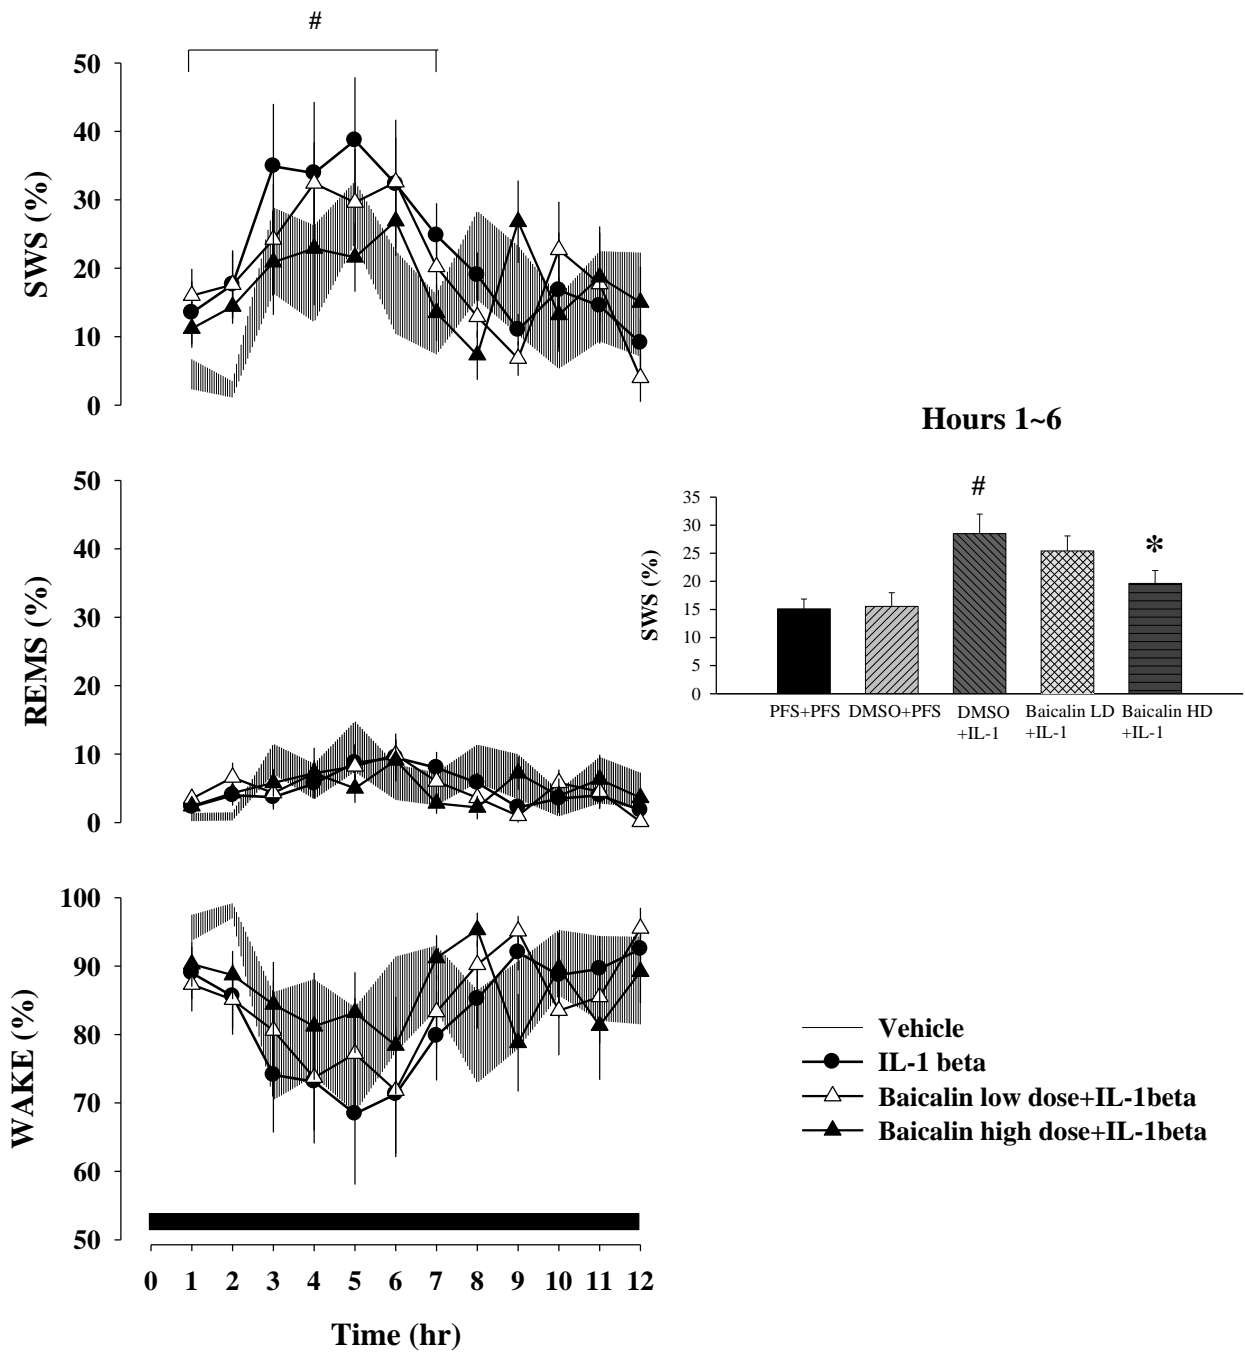 #
50
40
30
20
10
0
SWS (%)
50
40
30
20
10
0
REMS (%)
100
90
80
70
60
50
WAKE (%)
0 1 2 3 4 5 6 7 8 9 10 11 12
Time (hr)
Hours 1~6
#
*
35
30
25
20
15
10
5
0
SWS (%)
PFS+PFS DMSO+PFS DMSO +IL-1 Baicalin LD +IL-1 Baicalin HD +IL-1
Vehicle
IL-1 beta
Baicalin low dose+IL-1beta
Baicalin high dose+IL-1beta